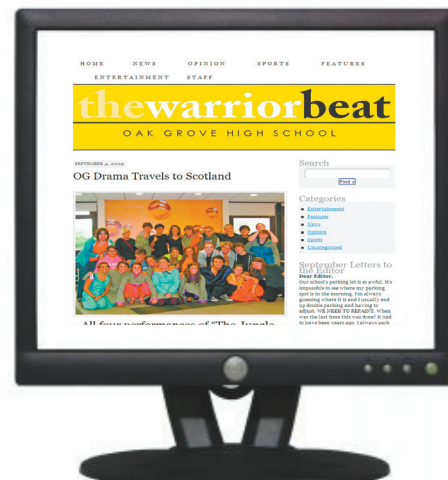 HOME NEWS OPINION SPORTS FEATURES
ENTERTAINMENT STAFF
thewarriorbeat
OAK GROVE HIGH SCHOOL
SEPTEMBER 4, 2009
OG Drama Travels to Scotland
All four performances of "The Jungle
Search
Find »
Categories
Entertainment
Features
News
Opinion
Sports
Uncategorized
September Letters to
the Editor
Dear Editor,
Our school's parking lot is so awful. It's
impossible to see where my parking
spot is in the morning. I'm always
guessing where it is and I usually end
up double parking and having to
adjust. WE NEED TO REPAINT! When
was the last time this was done? It had
to have been years ago. I always park